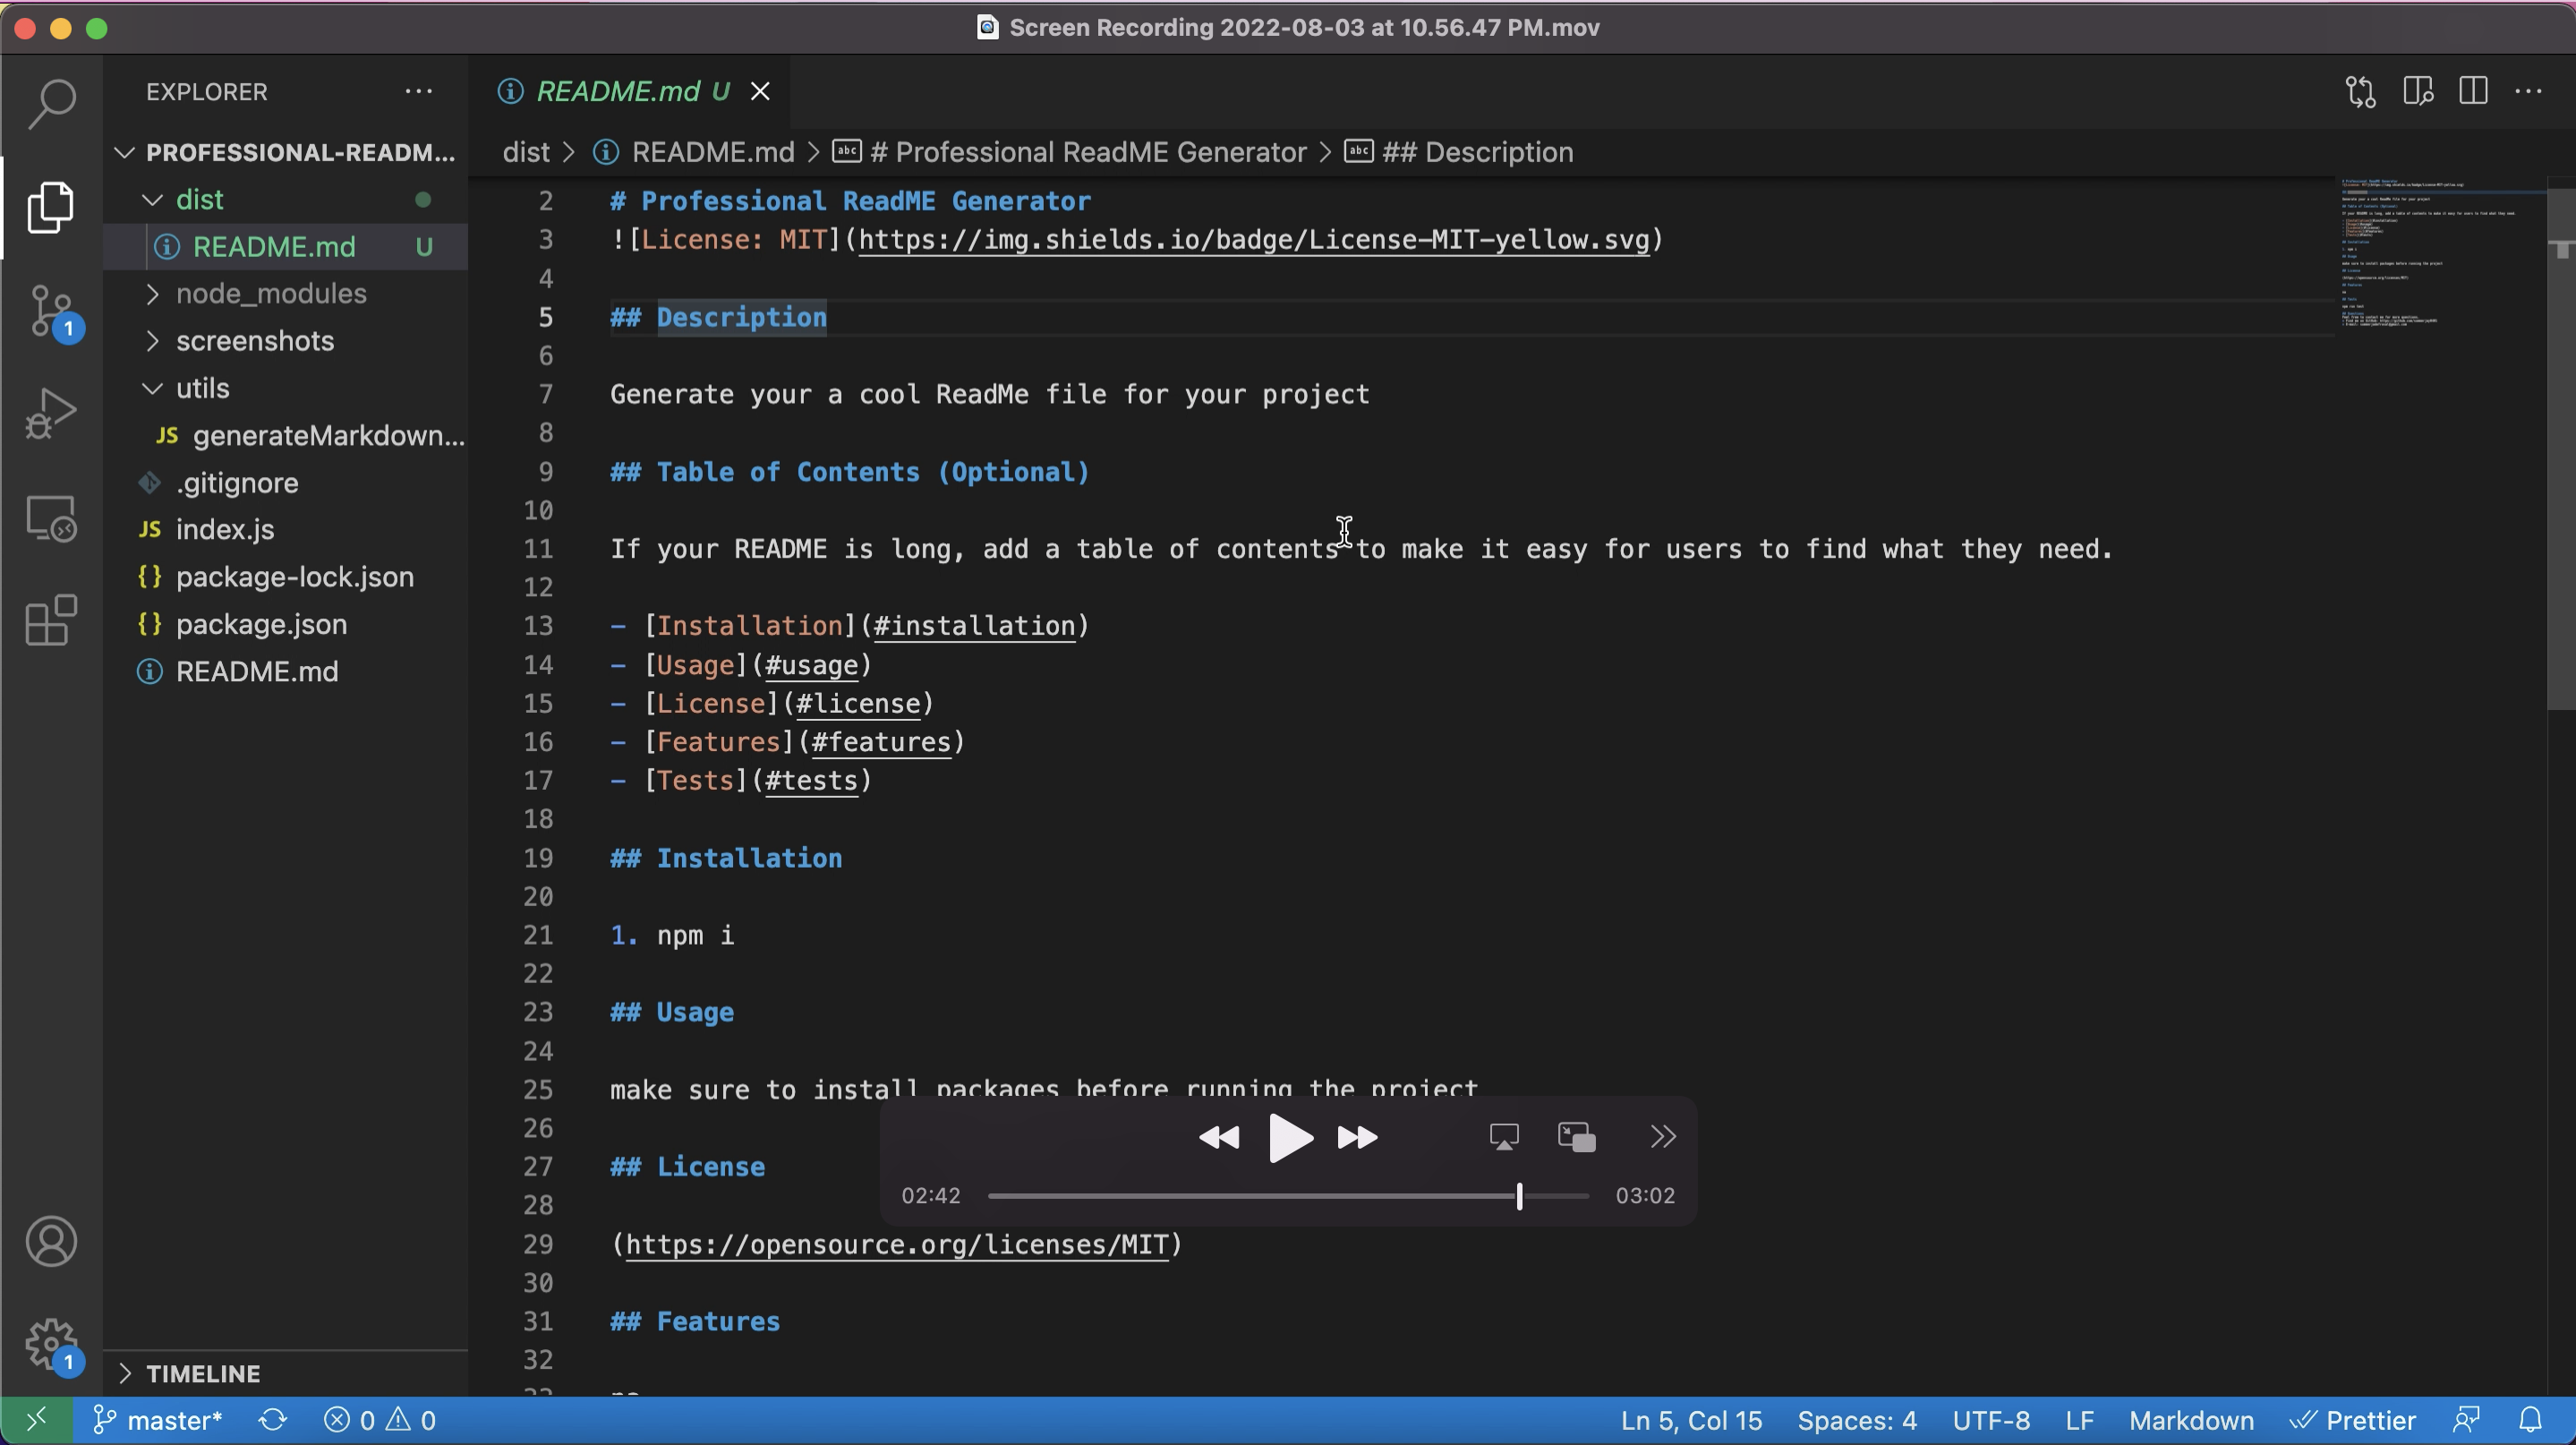 Screen Recording 2022-08-03 at 10.56.47 PM.mov
EXPLORER
README.md U
PROFESSIONAL-READM...
dist > README.md > # Professional ReadME Generator > ## Description
dist
README.md U
node_modules
screenshots
utils
JS generateMarkdown...
.gitignore
JS index.js
{} package-lock.json
{} package.json
README.md
TIMELINE
1
1
2 # Professional ReadME Generator
3 ![License: MIT](https://img.shields.io/badge/License-MIT-yellow.svg)
4
5 ## Description
6
7 Generate your a cool ReadMe file for your project
8
9 ## Table of Contents (Optional)
10
11 If your README is long, add a table of contents to make it easy for users to find what they need.
12
13 - [Installation](#installation)
14 - [Usage](#usage)
15 - [License](#license)
16 - [Features](#features)
17 - [Tests](#tests)
18
19 ## Installation
20
21 1. npm i
22
23 ## Usage
24
25 make sure to install packages before running the project
26
27 ## License
28
29 (https://opensource.org/licenses/MIT)
30
31 ## Features
32
02:42 03:02
master* 0 0 Ln 5, Col 15 Spaces: 4 UTF-8 LF Markdown Prettier